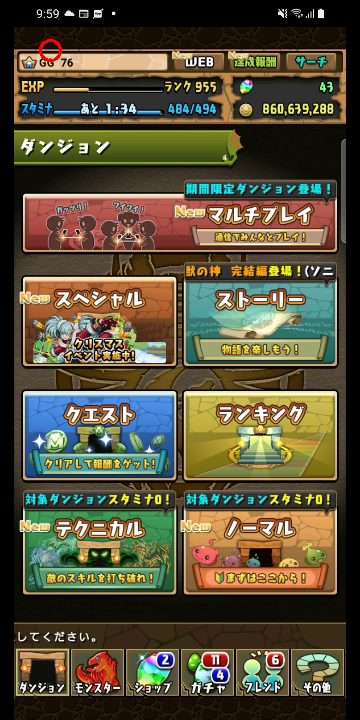 9:59
GG 76
New WEB
New 達成報酬
サーチ
EXP ランク 955
43
スタミナ あと 1:34 484/494
860,639,288
ダンジョン
期間限定ダンジョン登場!
ガッツリ! ワイワイ!
New マルチプレイ
通信でみんなとプレイ!
獣の神 完結編登場!(ソニ
New スペシャル
クリスマス
イベント実施中!
ストーリー
物語を楽しもう!
クエスト
クリアして報酬をゲット!
ランキング
対象ダンジョンスタミナ0!
New テクニカル
敵のスキルを打ち破れ!
対象ダンジョンスタミナ0!
New ノーマル
まずはここから!
してください。
ダンジョン
モンスター
2
ショップ
11
4
ガチャ
6
フレンド
その他